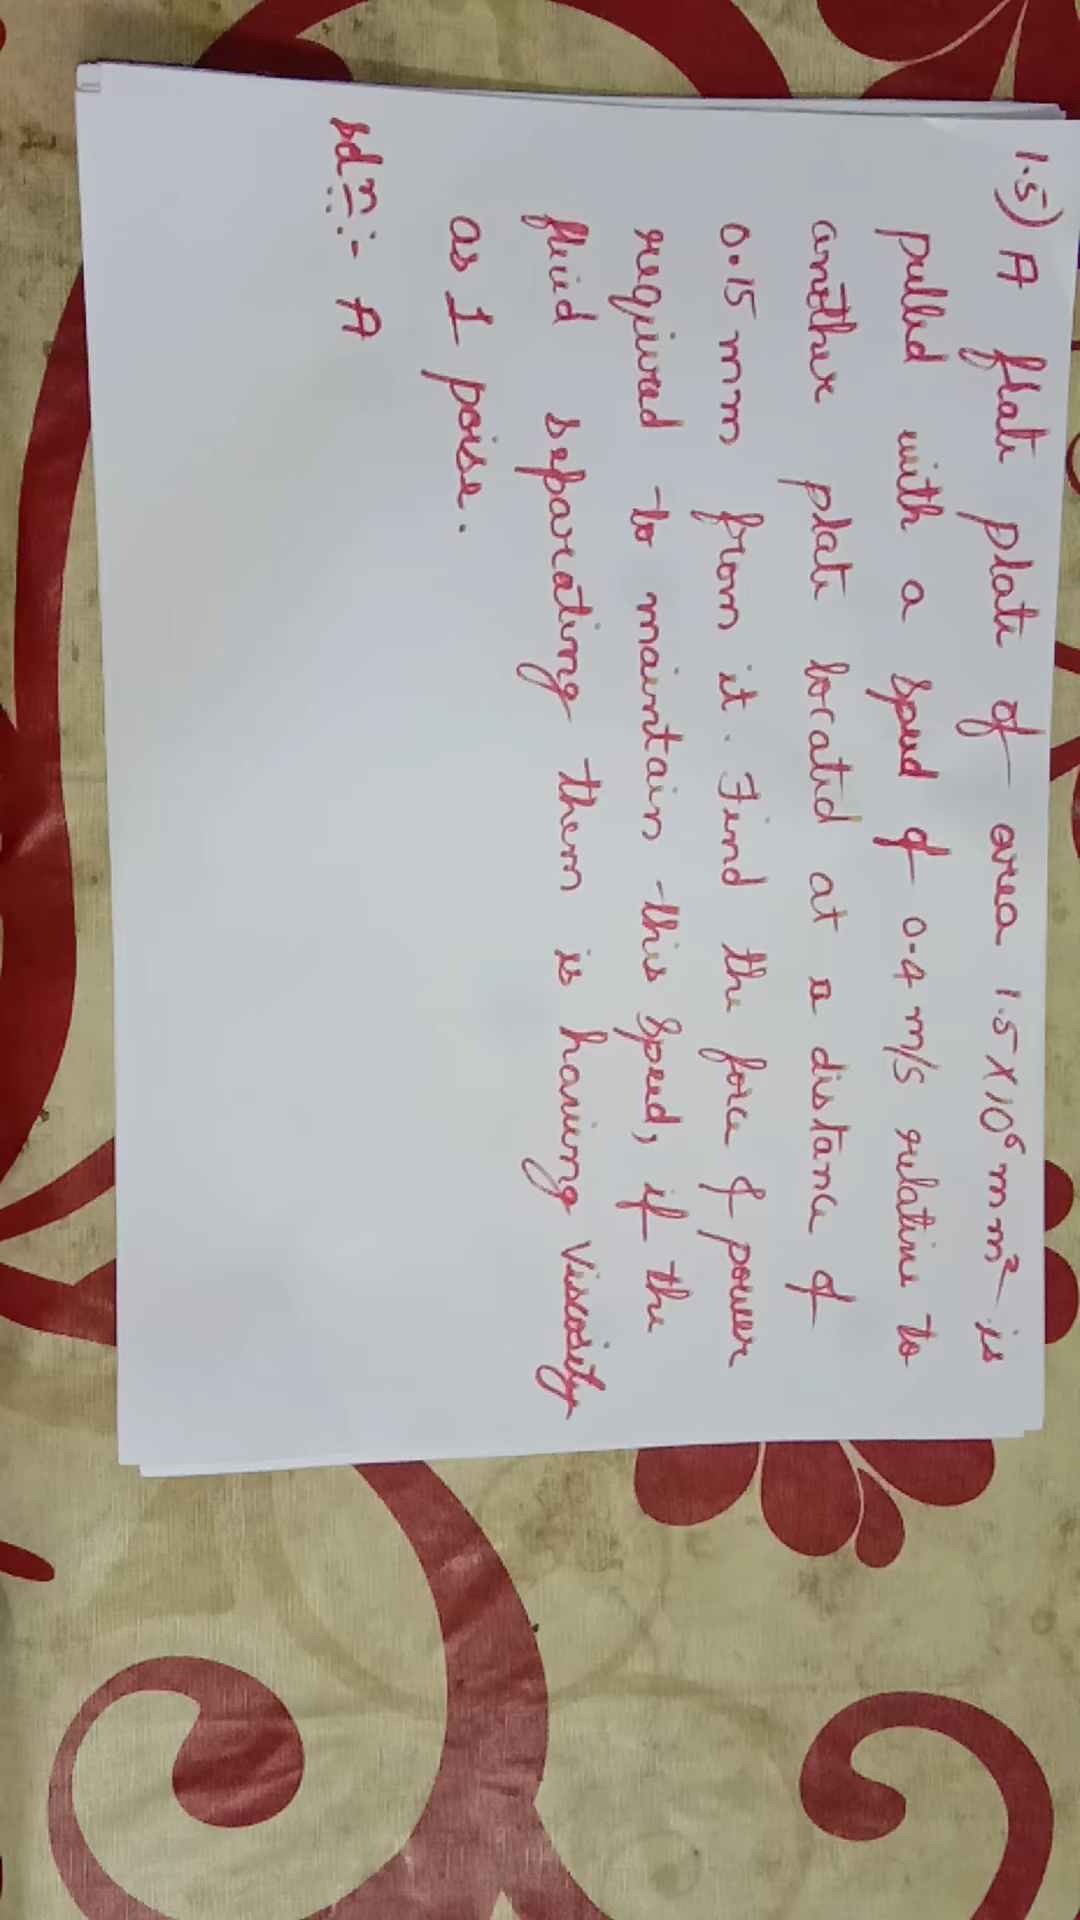 1.5) A flate plate of area 1.5 X 10⁶ mm² is
pulled with a speed of 0.4 m/s relative to
another plate located at a distance of
0.15 mm from it. Find the force & power
required to maintain this speed, if the
fluid separating them is having viscosity
as 1 poise.
solⁿ:- A